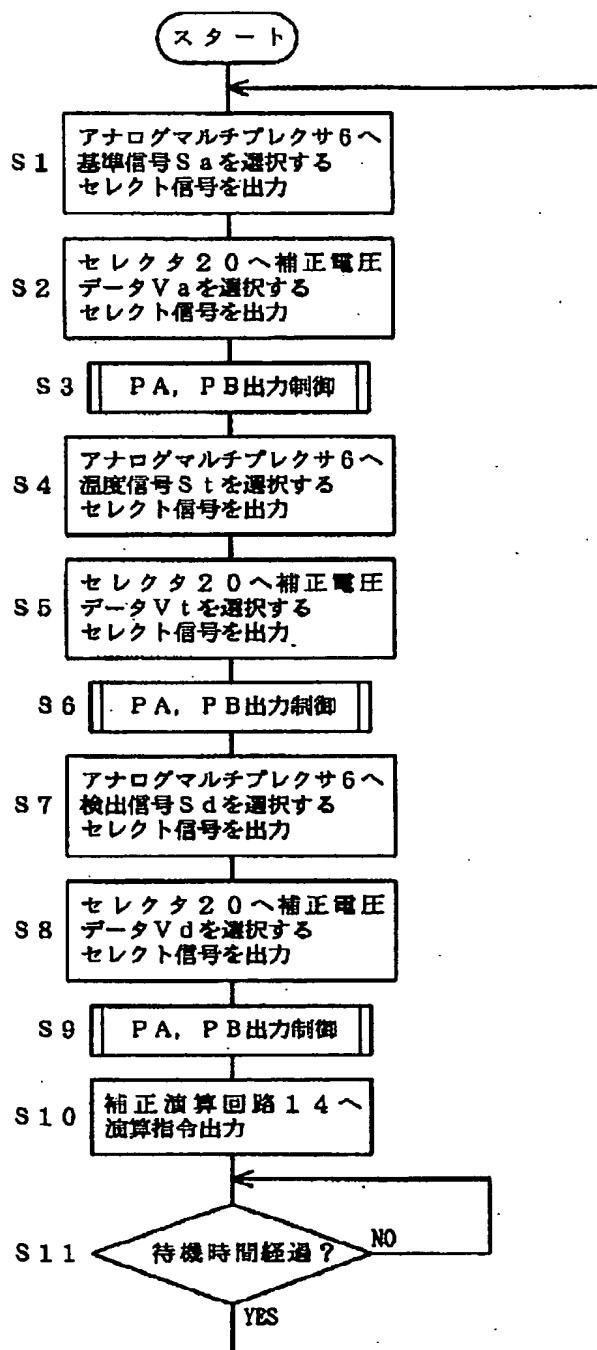 スタート
S1
アナログマルチプレクサ6へ
基準信号Saを選択する
セレクト信号を出力
S2
セレクタ20へ補正電圧
データVaを選択する
セレクト信号を出力
S3
PA, PB出力制御
S4
アナログマルチプレクサ6へ
温度信号Stを選択する
セレクト信号を出力
S5
セレクタ20へ補正電圧
データVtを選択する
セレクト信号を出力
S6
PA, PB出力制御
S7
アナログマルチプレクサ6へ
検出信号Sdを選択する
セレクト信号を出力
S8
セレクタ20へ補正電圧
データVdを選択する
セレクト信号を出力
S9
PA, PB出力制御
S10
補正演算回路14へ
演算指令出力
S11
待機時間経過?
NO
YES